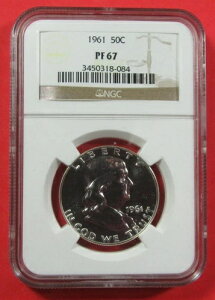 1961 50C
PF 67
3450318-084
NGC
LIBERTY
1961
IN GOD WE TRUST